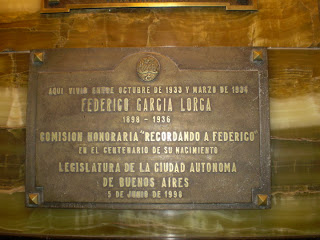 AQUI VIVIO ENTRE OCTUBRE DE 1933 Y MARZO DE 1934
FEDERICO GARCIA LORCA
1898 - 1936
COMISION HONORARIA "RECORDANDO A FEDERICO"
EN EL CENTENARIO DE SU NACIMIENTO
LEGISLATURA DE LA CIUDAD AUTONOMA
DE BUENOS AIRES
5 DE JUNIO DE 1998